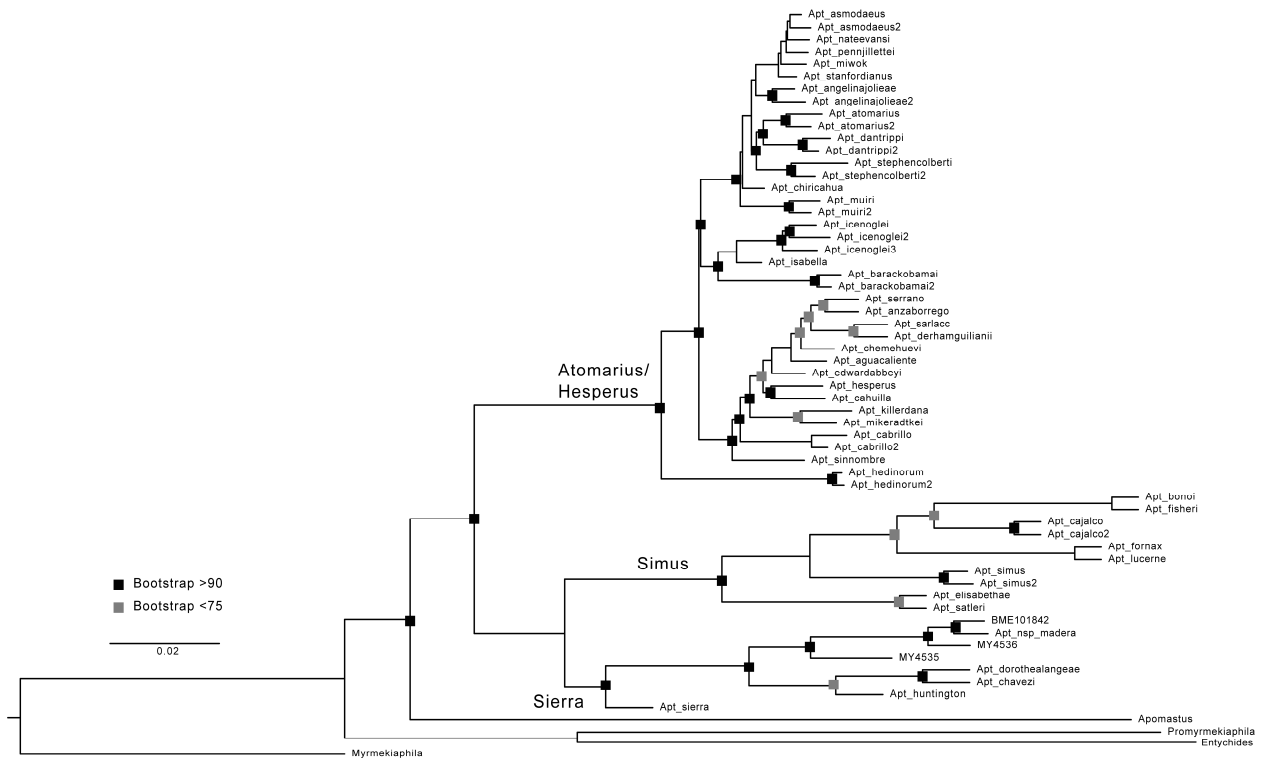 Apt_asmodaeus
Apt_asmodaeus2
Apt_nateevansi
Apt_pennjillettei
Apt_miwok
Apt_stanfordianus
Apt_angelinajolieae
Apt_angelinajolieae2
Apt_atomarius
Apt_atomarius2
Apt_dantrippi
Apt_dantrippi2
Apt_stephencolberti
Apt_stephencolberti2
Apt_chiricahua
Apt_muiri
Apt_muiri2
Apt_icenoglei
Apt_icenoglei2
Apt_icenoglei3
Apt_isabella
Apt_barackobamai
Apt_barackobamai2
Apt_serrano
Apt_anzaborrego
Apt_sarlacc
Apt_derhamguilianii
Apt_chemehuevi
Apt_aguacaliente
Apt_edwardabbeyi
Apt_hesperus
Apt_cahuilla
Apt_killerdana
Apt_mikeradtkei
Apt_cabrillo
Apt_cabrillo2
Apt_sinnombre
Apt_hedinorum
Apt_hedinorum2
Atomarius/
Hesperus
Apt_bonoi
Apt_fisheri
Apt_cajalco
Apt_cajalco2
Apt_fornax
Apt_lucerne
Simus
Apt_simus
Apt_simus2
Apt_elisabethae
Apt_satleri
Bootstrap >90
Bootstrap <75
0.02
BME101842
Apt_nsp_madera
MY4536
MY4535
Apt_dorothealangeae
Apt_chavezi
Apt_huntington
Sierra
Apt_sierra
Apomastus
Promyrmekiaphila
Entychides
Myrmekiaphila